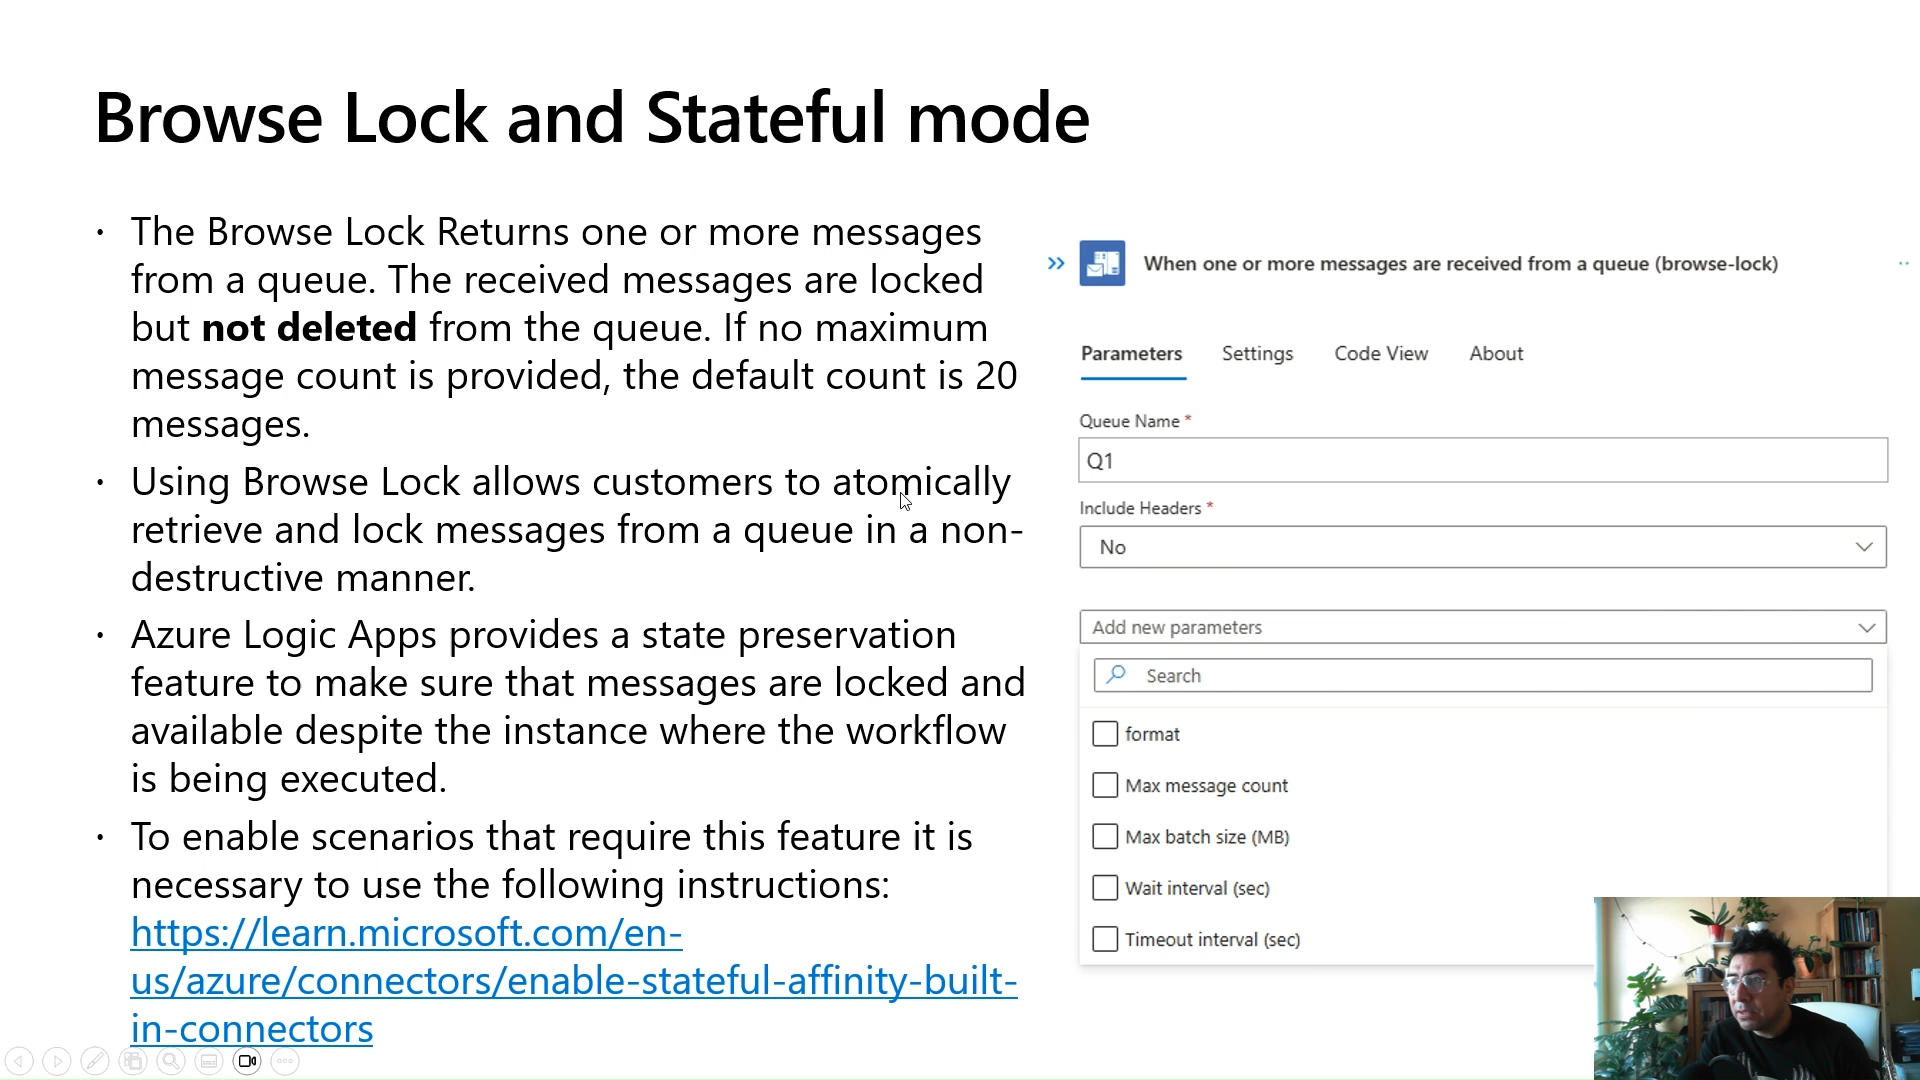 Browse Lock and Stateful mode
• The Browse Lock Returns one or more messages
from a queue. The received messages are locked
but not deleted from the queue. If no maximum
message count is provided, the default count is 20
messages.
• Using Browse Lock allows customers to atomically
retrieve and lock messages from a queue in a non-
destructive manner.
• Azure Logic Apps provides a state preservation
feature to make sure that messages are locked and
available despite the instance where the workflow
is being executed.
• To enable scenarios that require this feature it is
necessary to use the following instructions:
https://learn.microsoft.com/en-
us/azure/connectors/enable-stateful-affinity-built-
in-connectors
When one or more messages are received from a queue (browse-lock)
Parameters Settings Code View About
Queue Name *
Q1
Include Headers *
No
Add new parameters
Search
format
Max message count
Max batch size (MB)
Wait interval (sec)
Timeout interval (sec)